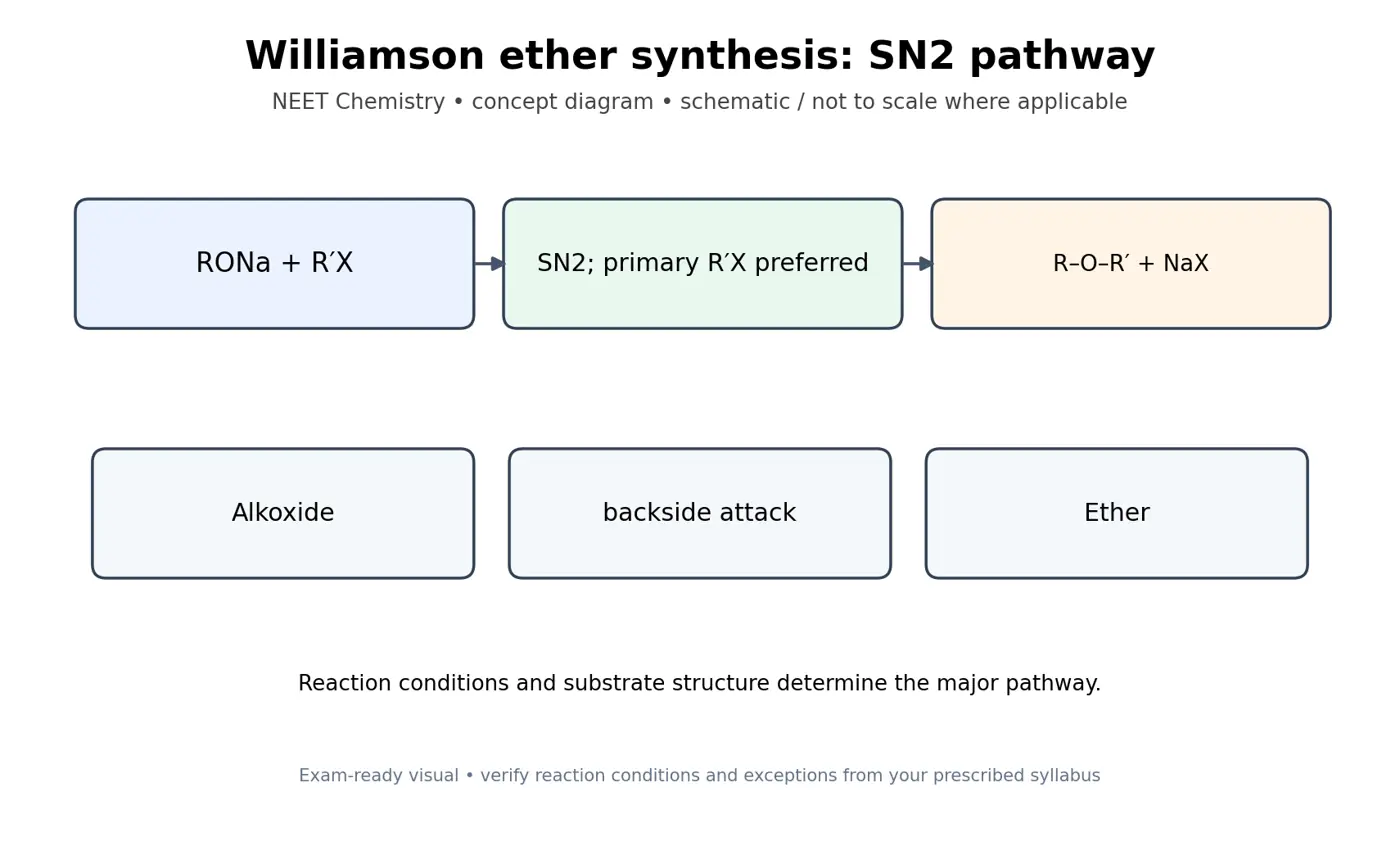 Williamson ether synthesis: SN2 pathway
NEET Chemistry • concept diagram • schematic / not to scale where applicable
RONa + R′X
SN2; primary R′X preferred
R–O–R′ + NaX
Alkoxide
backside attack
Ether
Reaction conditions and substrate structure determine the major pathway.
Exam-ready visual • verify reaction conditions and exceptions from your prescribed syllabus